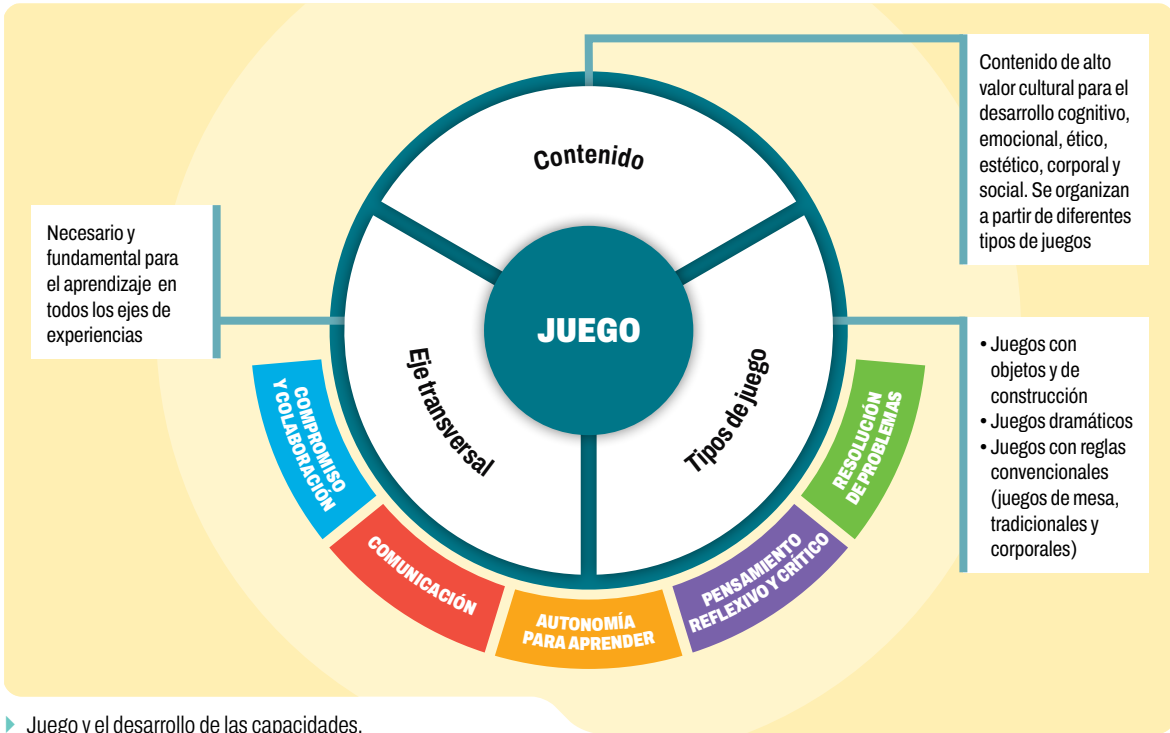 Contenido
Contenido de alto
valor cultural para el
desarrollo cognitivo,
emocional, ético,
estético, corporal y
social. Se organizan
a partir de diferentes
tipos de juegos
Necesario y
fundamental para
el aprendizaje en
todos los ejes de
experiencias
JUEGO
Eje transversal
Tipos de juego
• Juegos con
objetos y de
construcción
• Juegos dramáticos
• Juegos con reglas
convencionales
(juegos de mesa,
tradicionales y
corporales)
COMPROMISO
Y COLABORACIÓN
COMUNICACIÓN
AUTONOMÍA
PARA APRENDER
PENSAMIENTO
REFLEXIVO Y CRÍTICO
RESOLUCIÓN
DE PROBLEMAS
Juego y el desarrollo de las capacidades.